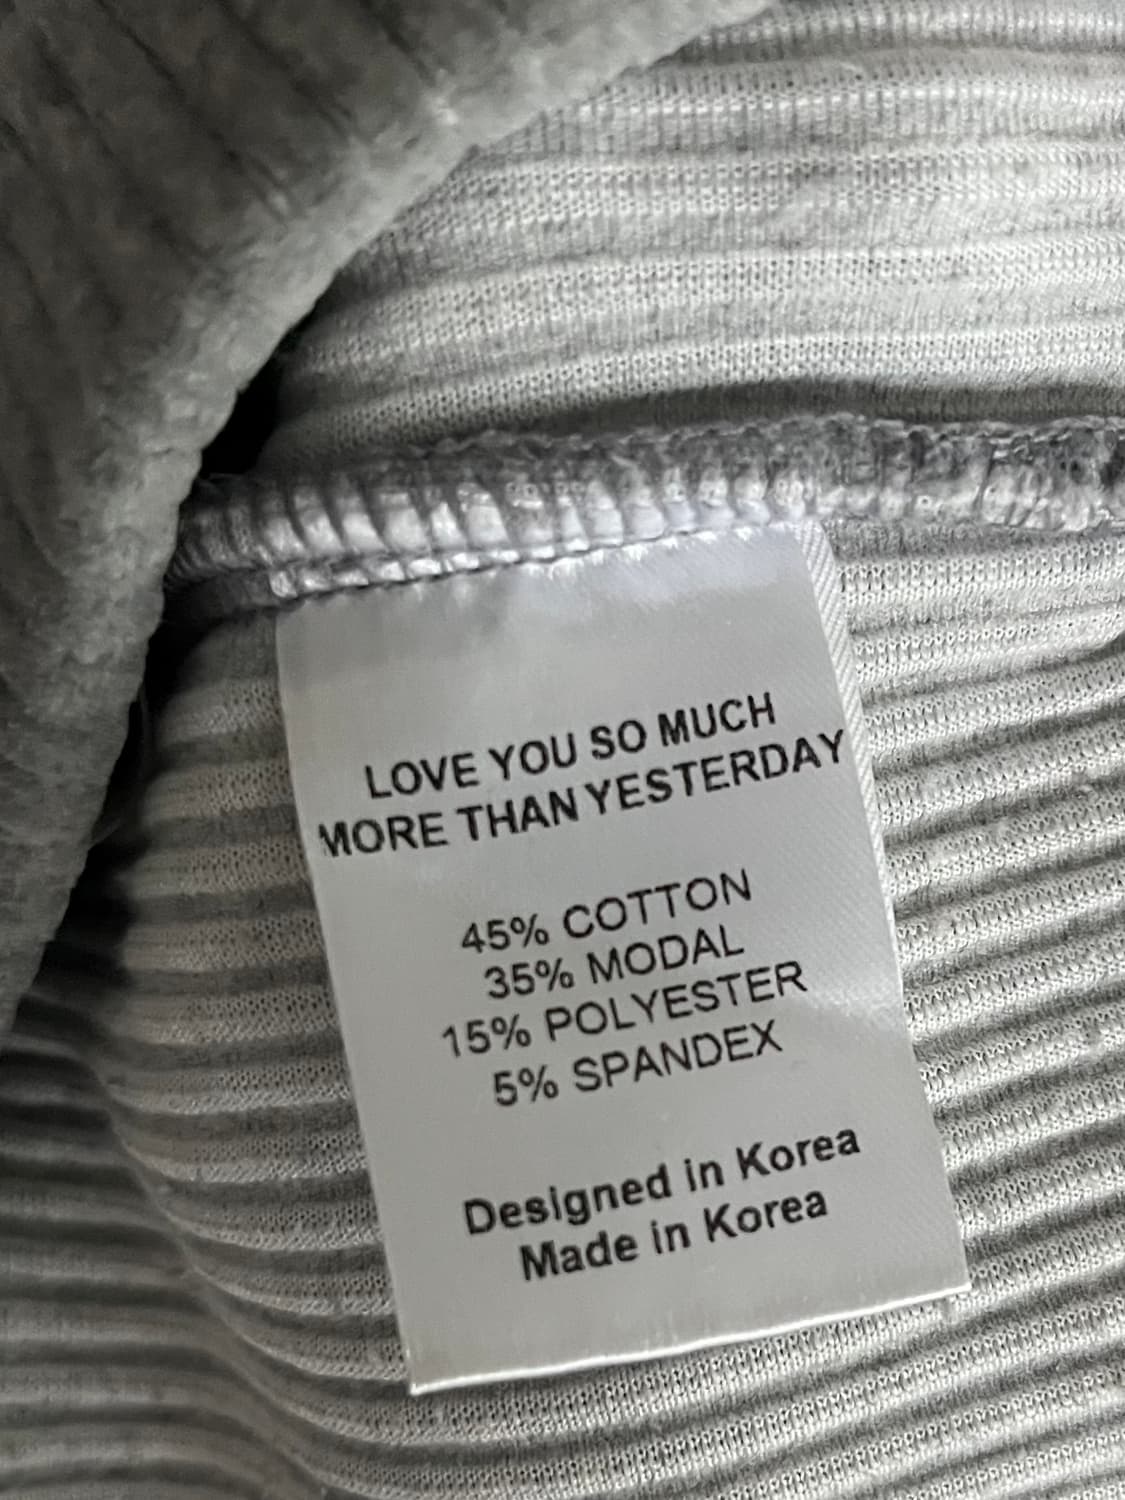 LOVE YOU SO MUCH
MORE THAN YESTERDAY
45% COTTON
35% MODAL
15% POLYESTER
5% SPANDEX
Designed in Korea
Made in Korea